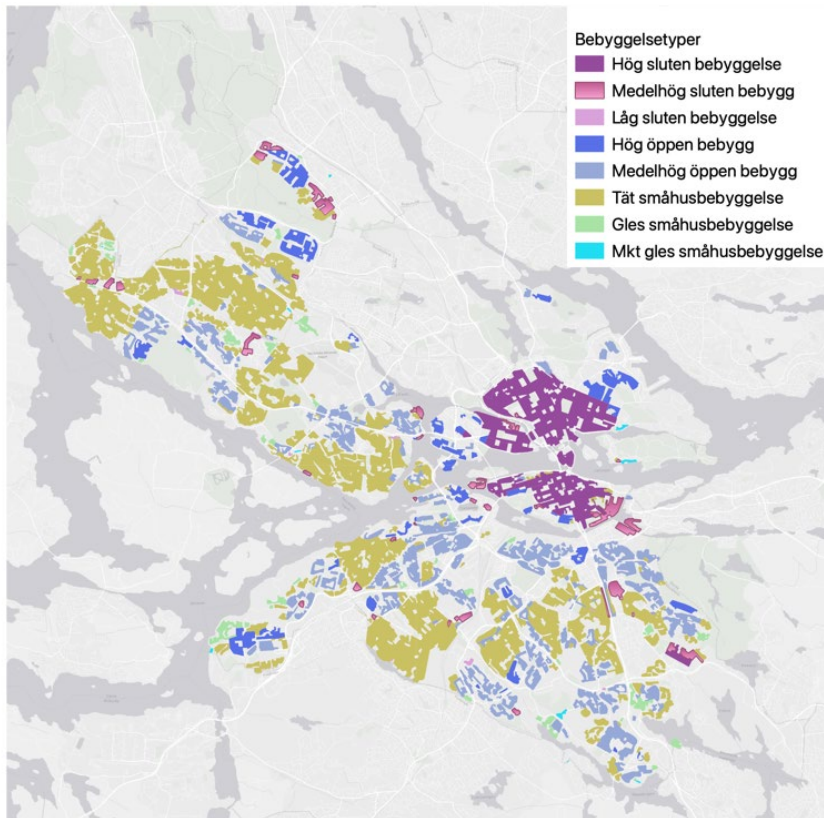 Bebyggelsetyper
Hög sluten bebyggelse
Medelhög sluten bebygg
Låg sluten bebyggelse
Hög öppen bebygg
Medelhög öppen bebygg
Tät småhusbebyggelse
Gles småhusbebyggelse
Mkt gles småhusbebyggelse